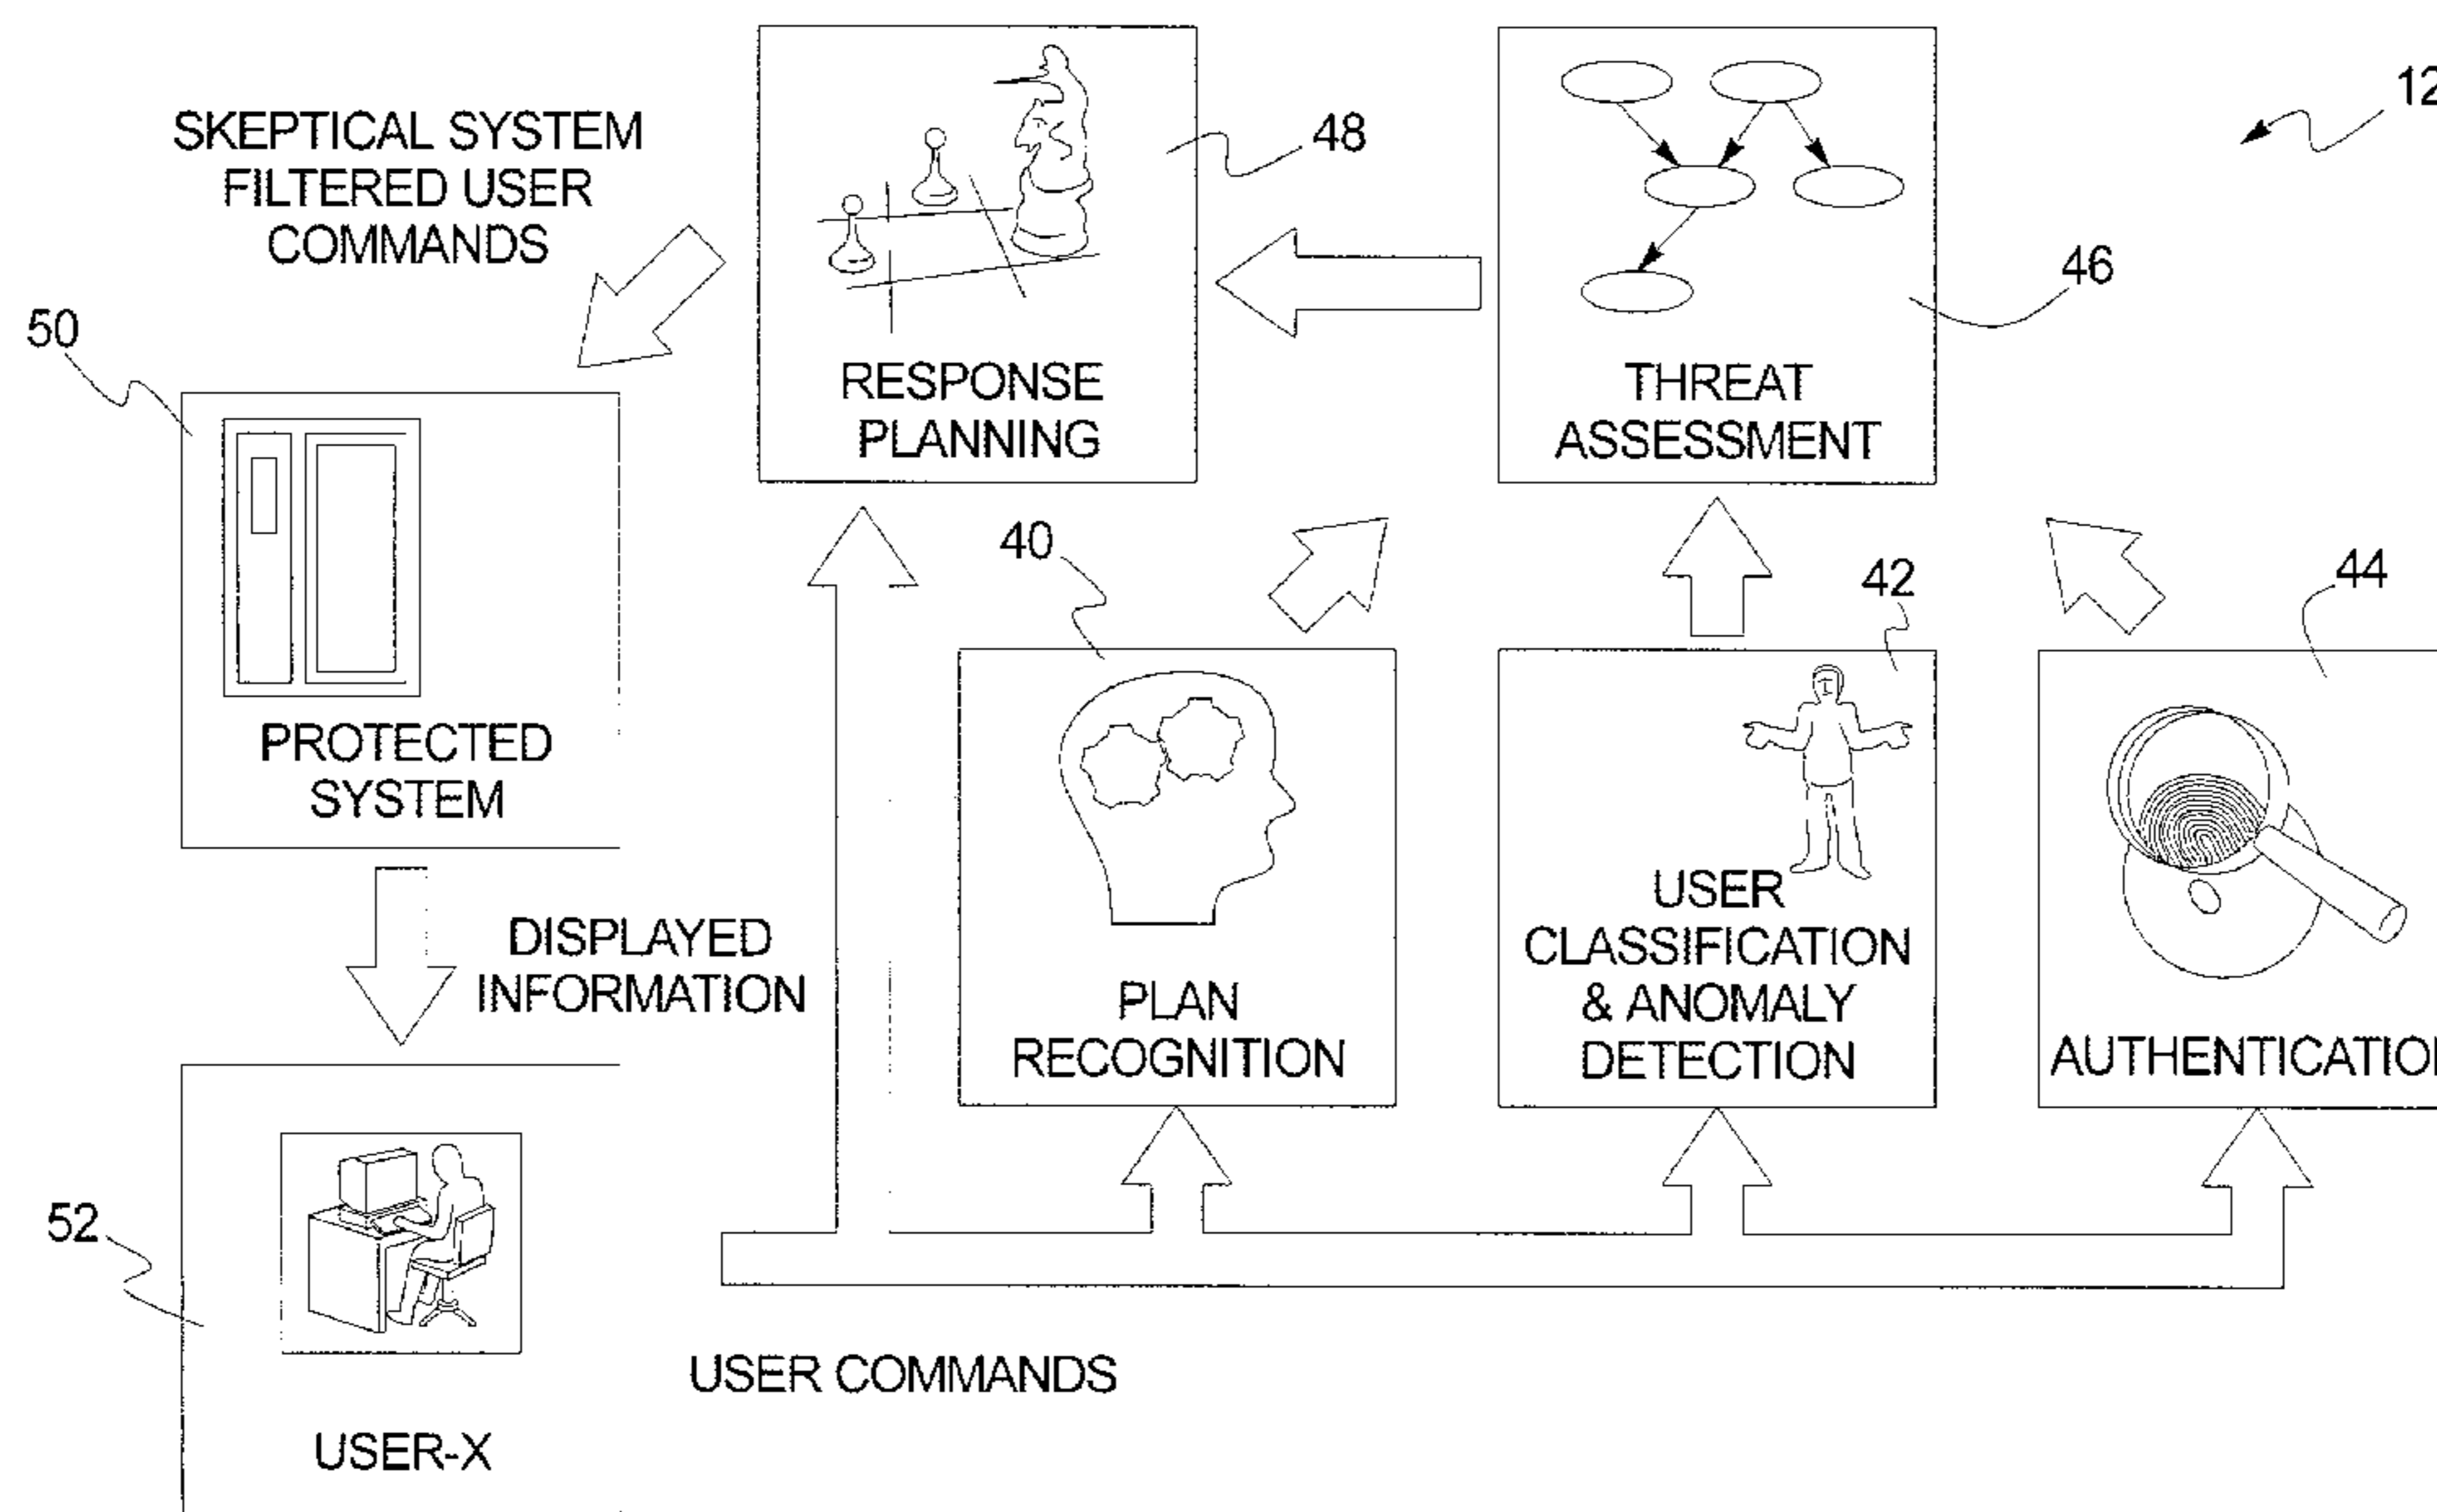 SKEPTICAL SYSTEM
FILTERED USER
COMMANDS
48
12
46
50
RESPONSE
PLANNING
THREAT
ASSESSMENT
40
42
44
PROTECTED
SYSTEM
DISPLAYED
INFORMATION
PLAN
RECOGNITION
USER
CLASSIFICATION
& ANOMALY
DETECTION
AUTHENTICATIO
52
USER COMMANDS
USER-X